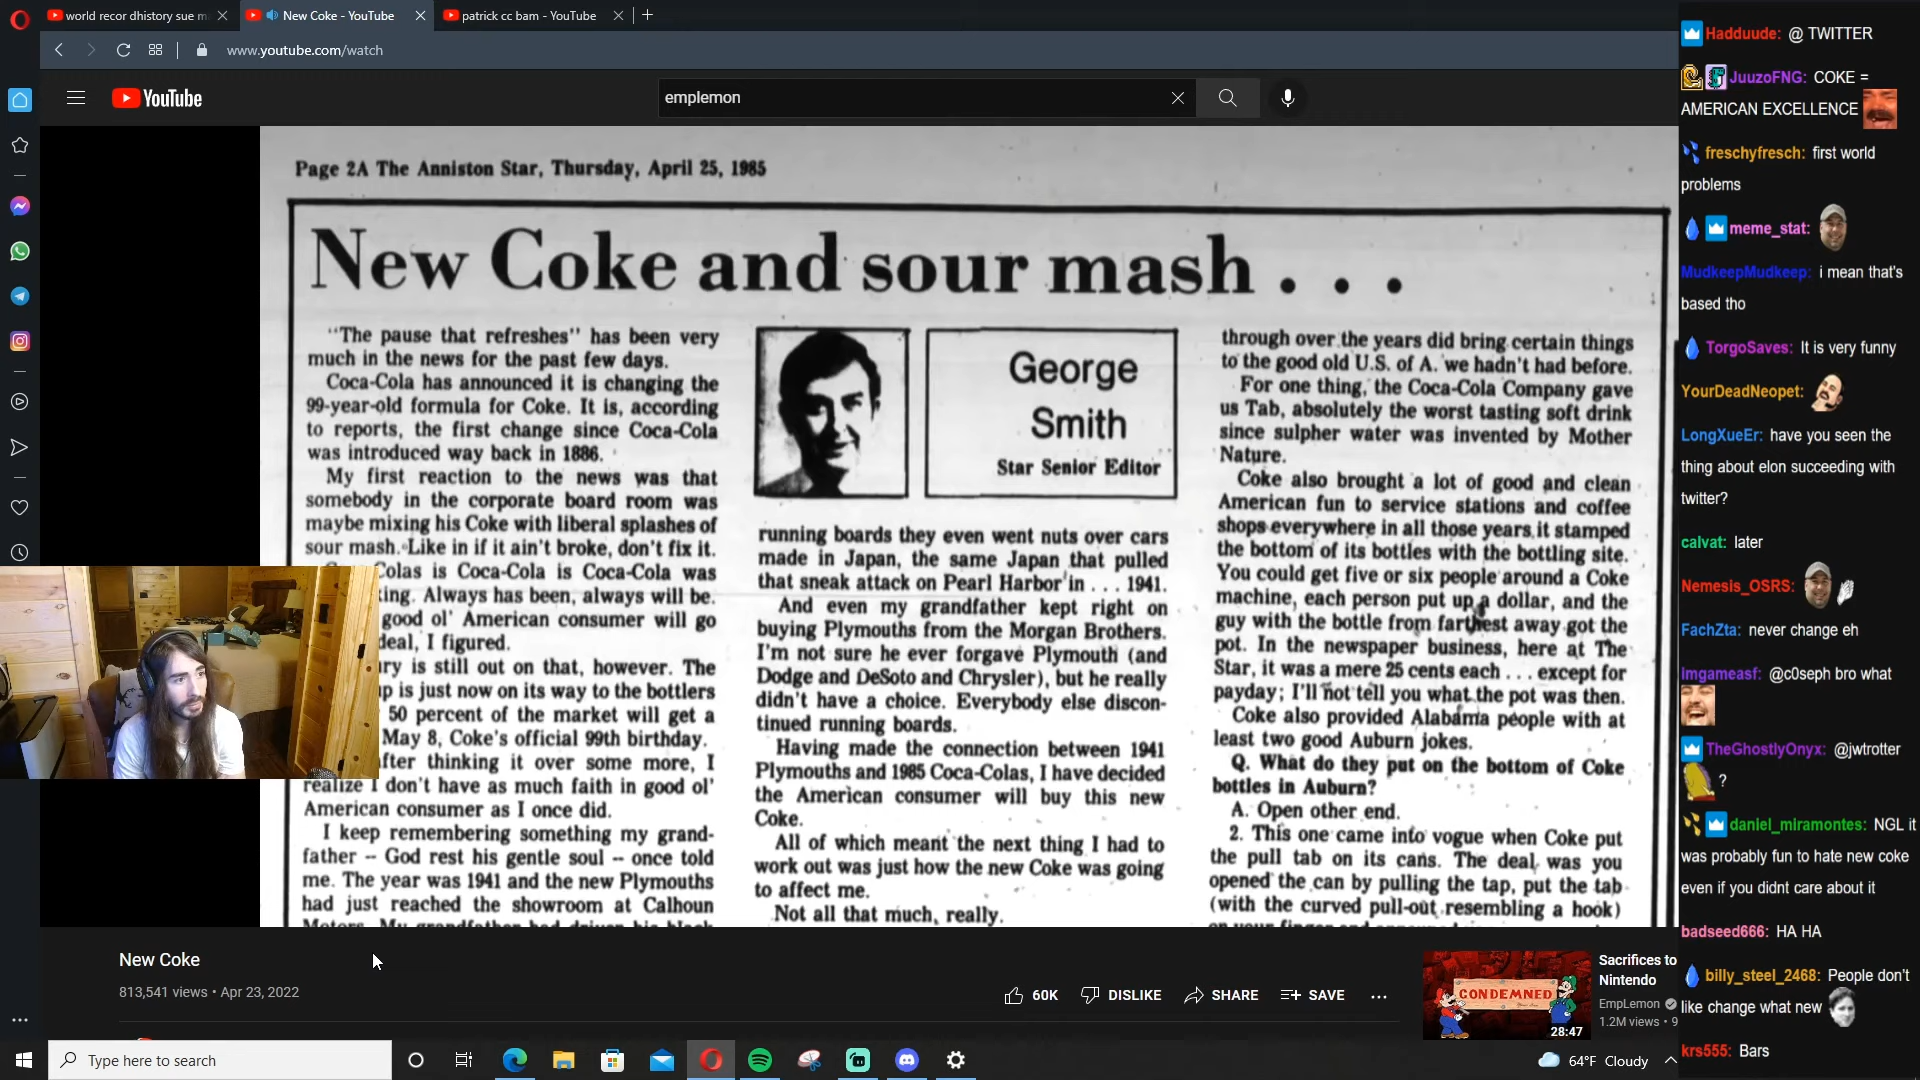 world recor dhistory sue m
New Coke - YouTube
patrick cc bam - YouTube
www.youtube.com/watch
YouTube
emplemon
Page 2A The Anniston Star, Thursday, April 25, 1985
New Coke and sour mash . . .
"The pause that refreshes" has been very
much in the news for the past few days.
Coca-Cola has announced it is changing the
99-year-old formula for Coke. It is, according
to reports, the first change since Coca-Cola
was introduced way back in 1886.
My first reaction to the news was that
somebody in the corporate board room was
maybe mixing his Coke with liberal splashes of
sour mash. Like in if it ain't broke, don't fix it.
Colas is Coca-Cola is Coca-Cola was
king. Always has been, always will be.
good ol' American consumer will go
deal, I figured.
ry is still out on that, however. The
p is just now on its way to the bottlers
50 percent of the market will get a
May 8, Coke's official 99th birthday.
fter thinking it over some more, I
realize I don't have as much faith in good ol'
American consumer as I once did.
I keep remembering something my grand-
father -- God rest his gentle soul -- once told
me. The year was 1941 and the new Plymouths
had just reached the showroom at Calhoun
Motors. My grandfather had driven his black
George
Smith
Star Senior Editor
running boards they even went nuts over cars
made in Japan, the same Japan that pulled
that sneak attack on Pearl Harbor in . . . 1941.
And even my grandfather kept right on
buying Plymouths from the Morgan Brothers.
I'm not sure he ever forgave Plymouth (and
Dodge and DeSoto and Chrysler), but he really
didn't have a choice. Everybody else discon-
tinued running boards.
Having made the connection between 1941
Plymouths and 1985 Coca-Colas, I have decided
the American consumer will buy this new
Coke.
All of which meant the next thing I had to
work out was just how the new Coke was going
to affect me.
Not all that much, really.
through over the years did bring certain things
to the good old U.S. of A. we hadn't had before.
For one thing, the Coca-Cola Company gave
us Tab, absolutely the worst tasting soft drink
since sulpher water was invented by Mother
Nature.
Coke also brought a lot of good and clean
American fun to service stations and coffee
shops everywhere in all those years it stamped
the bottom of its bottles with the bottling site.
You could get five or six people around a Coke
machine, each person put up a dollar, and the
guy with the bottle from farthest away got the
pot. In the newspaper business, here at The
Star, it was a mere 25 cents each . . . except for
payday; I'll not tell you what the pot was then.
Coke also provided Alabama people with at
least two good Auburn jokes.
Q. What do they put on the bottom of Coke
bottles in Auburn?
A. Open other end.
2. This one came into vogue when Coke put
the pull tab on its cans. The deal was you
opened the can by pulling the tap, put the tab
(with the curved pull-out resembling a hook)
New Coke
813,541 views • Apr 23, 2022
60K
DISLIKE
SHARE
SAVE
CONDEMNED
28:47
Sacrifices to
Nintendo
EmpLemon
1.2M views • 9
Type here to search
64°F Cloudy
Hadduude: @ TWITTER
JuuzoFNG: COKE =
AMERICAN EXCELLENCE
freschyfresch: first world
problems
meme_stat:
MudkeepMudkeep: i mean that's
based tho
TorgoSaves: It is very funny
YourDeadNeopet:
LongXueEr: have you seen the
thing about elon succeeding with
twitter?
calvat: later
Nemesis_OSRS:
FachZta: never change eh
Imgameasf: @c0seph bro what
TheGhostlyOnyx: @jwtrotter
?
daniel_miramontes: NGL it
was probably fun to hate new coke
even if you didnt care about it
badseed666: HA HA
billy_steel_2468: People don't
like change what new
krs555: Bars